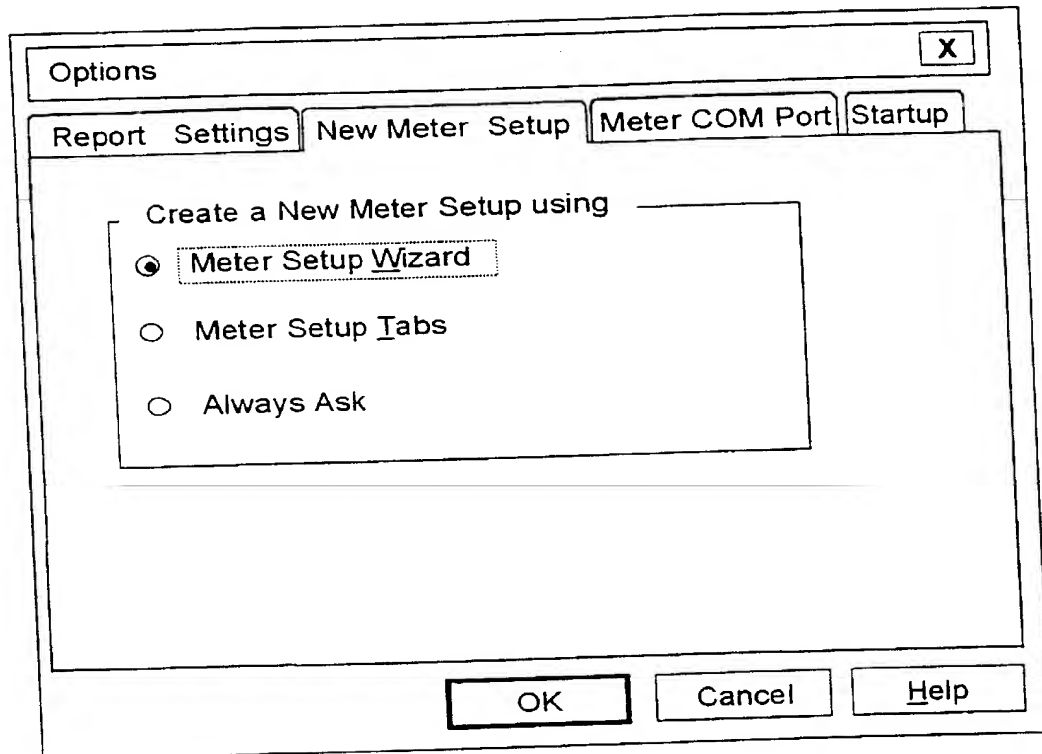 Options X
Report Settings New Meter Setup Meter COM Port Startup
Create a New Meter Setup using
Meter Setup Wizard
Meter Setup Tabs
Always Ask
OK Cancel Help